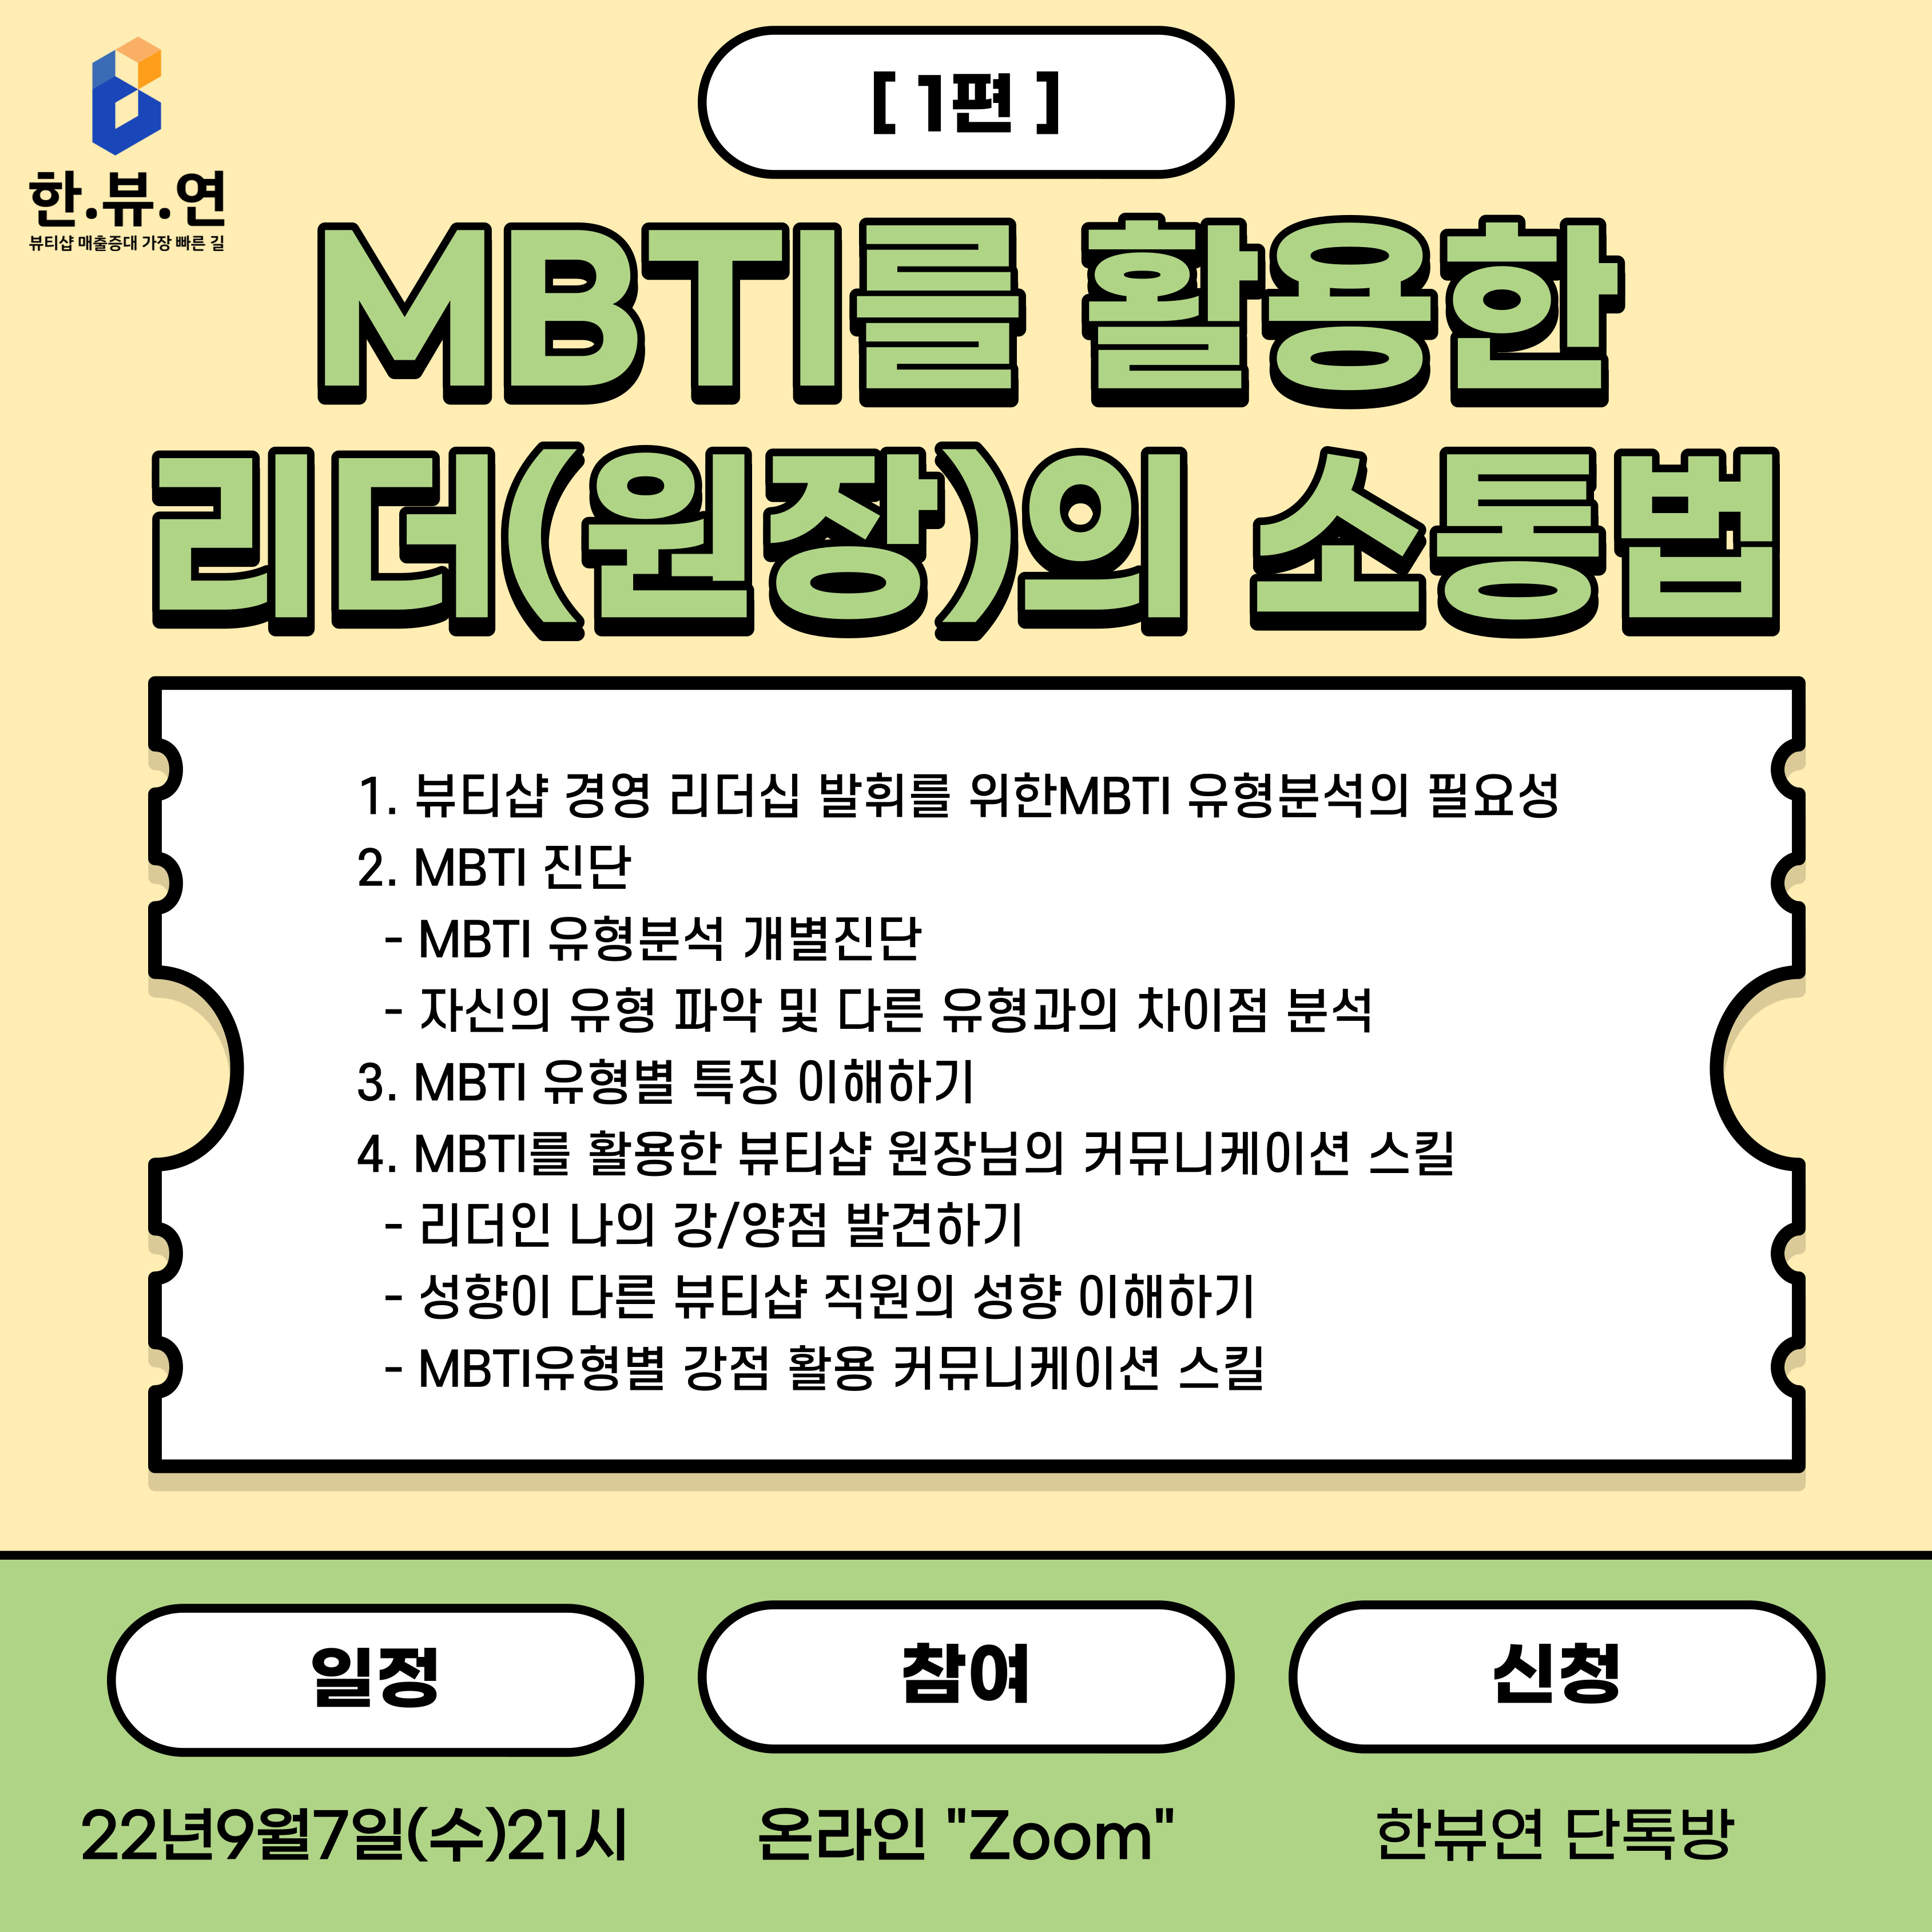 [ 1편 ]
한.뷰.연
뷰티샵 매출증대 가장 빠른 길
MBTI를 활용한
리더(원장)의 소통법
1. 뷰티샵 경영 리더십 발휘를 위한MBTI 유형분석의 필요성
2. MBTI 진단
- MBTI 유형분석 개별진단
- 자신의 유형 파악 및 다른 유형과의 차이점 분석
3. MBTI 유형별 특징 이해하기
4. MBTI를 활용한 뷰티샵 원장님의 커뮤니케이션 스킬
- 리더인 나의 강/양점 발견하기
- 성향이 다른 뷰티샵 직원의 성향 이해하기
- MBTI유형별 강점 활용 커뮤니케이션 스킬
일정
참여
신청
22년9월7일(수)21시
온라인 "Zoom"
한뷰연 단톡방